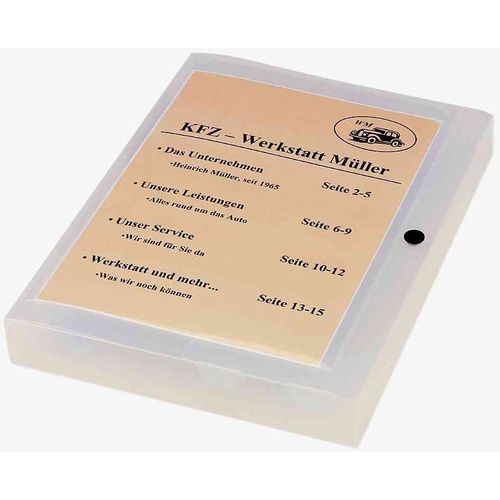 WM
KFZ – Werkstatt Müller
• Das Unternehmen
•Heinrich Müller, seit 1965 Seite 2-5
• Unsere Leistungen
•Alles rund um das Auto Seite 6-9
• Unser Service
•Wir sind für Sie da Seite 10-12
• Werkstatt und mehr...
•Was wir noch können Seite 13-15